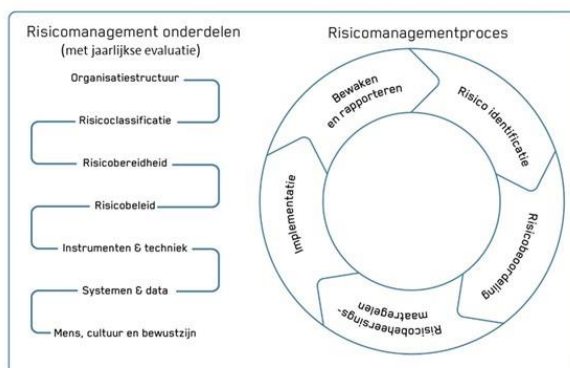 Risicomanagement onderdelen
(met jaarlijkse evaluatie)
Organisatiestructuur
Risicoclassificatie
Risicobereidheid
Risicobeleid
Instrumenten & techniek
Systemen & data
Mens, cultuur en bewustzijn
Risicomanagementproces
Risico identificatie
Risicobeoordeling
Risicobeheersings-
maatregelen
Implementatie
Bewaken
en rapporteren